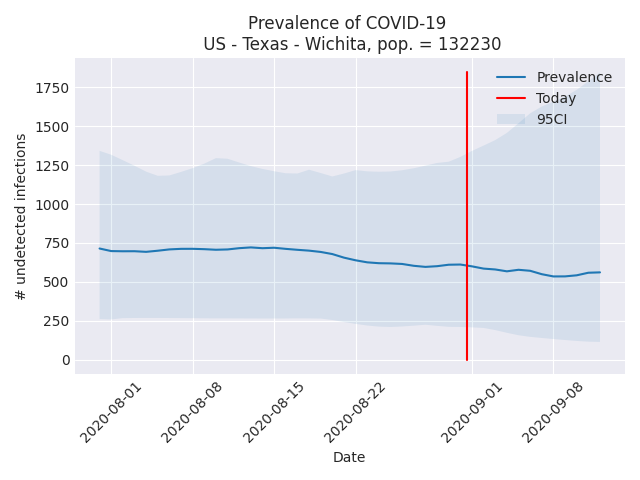 Prevalence of COVID-19
US - Texas - Wichita, pop. = 132230
Prevalence
Today
95CI
1750
1500
1250
1000
750
500
250
0
# undetected infections
2020-08-01
2020-08-08
2020-08-15
2020-08-22
2020-09-01
2020-09-08
Date